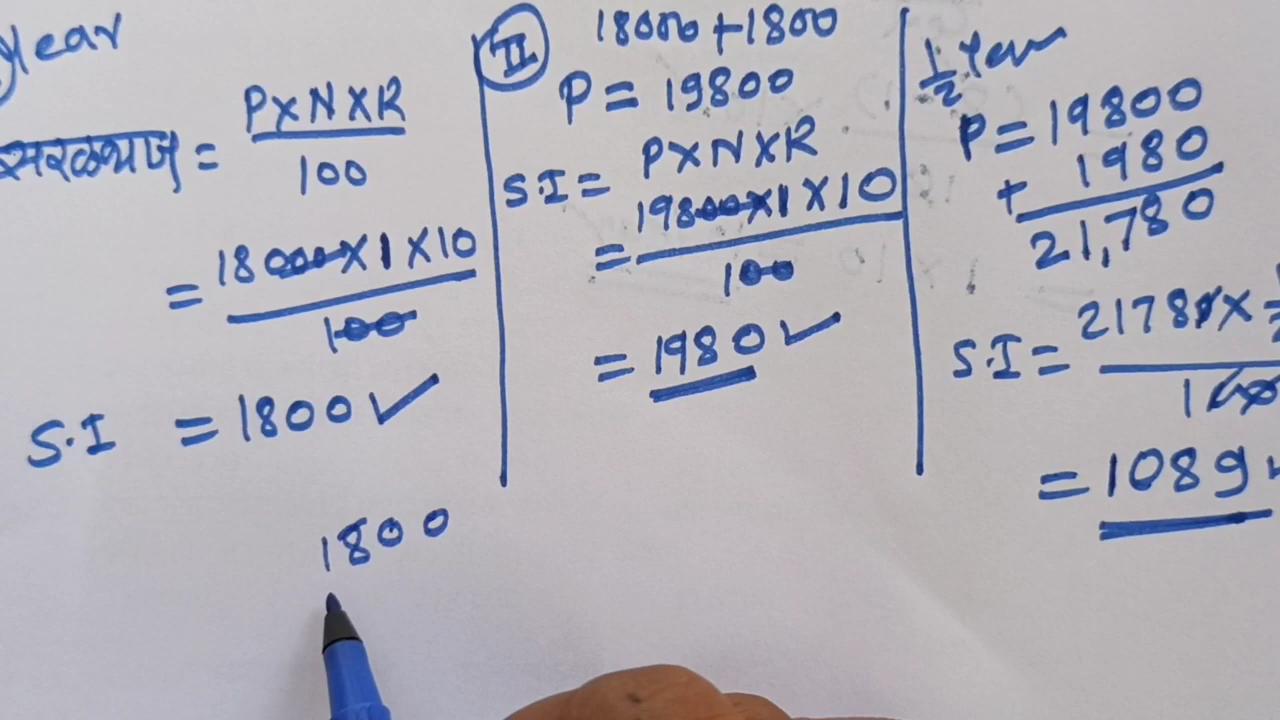 Year
सरळव्याज = P×N×R
100
= 18000×1×10
100
S.I = 1800 ✓
1800
II
18000+1800
P = 19800
S.I = P×N×R
= 19800×1×10
100
= 1980 ✓
1/2 Year
P = 19800
+ 1980
21,780
S.I = 21780×
100
= 1089